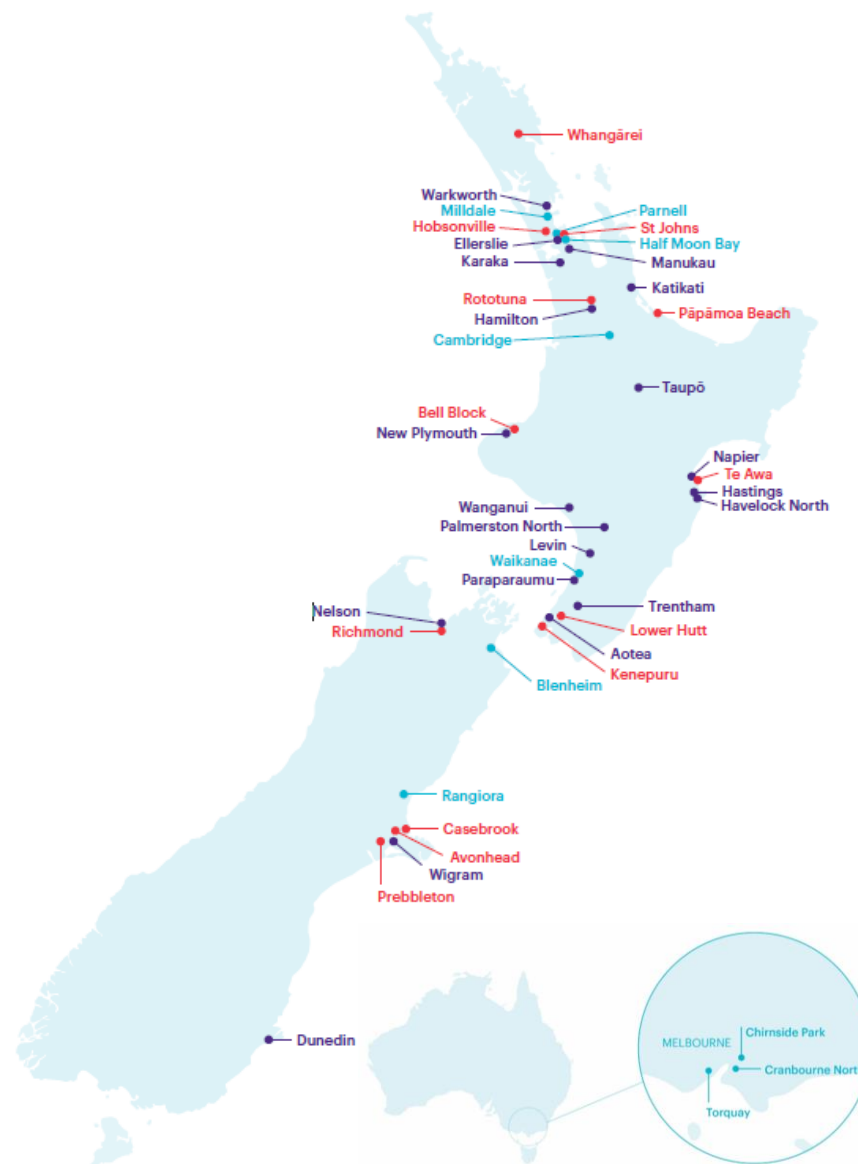 Whangārei
Warkworth
Milldale
Parnell
Hobsonville
St Johns
Ellerslie
Half Moon Bay
Karaka
Manukau
Katikati
Rototuna
Pāpāmoa Beach
Hamilton
Cambridge
Taupō
Bell Block
New Plymouth
Napier
Te Awa
Hastings
Havelock North
Wanganui
Palmerston North
Levin
Waikanae
Paraparaumu
Trentham
Nelson
Richmond
Lower Hutt
Aotea
Kenepuru
Blenheim
Rangiora
Casebrook
Avonhead
Wigram
Prebbleton
Dunedin
Chirnside Park
MELBOURNE
Cranbourne North
Torquay